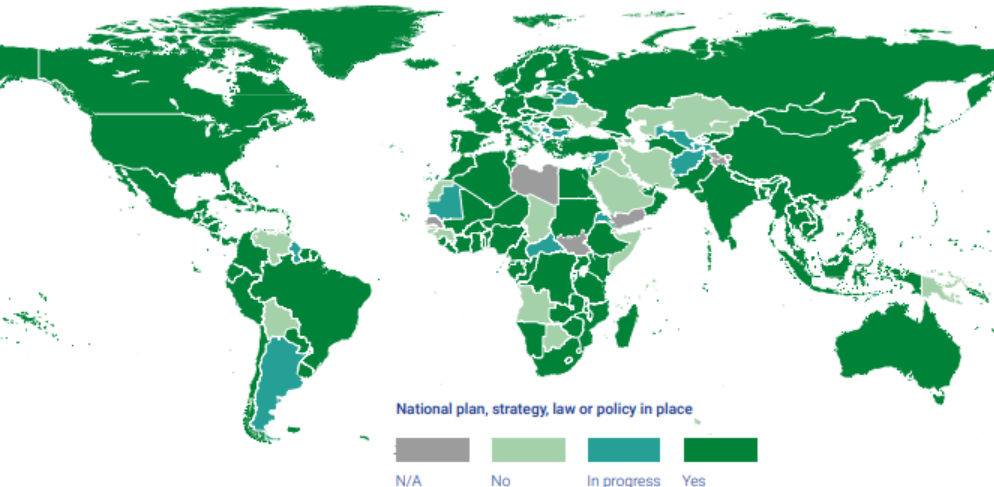 National plan, strategy, law or policy in place
N/A No In progress Yes